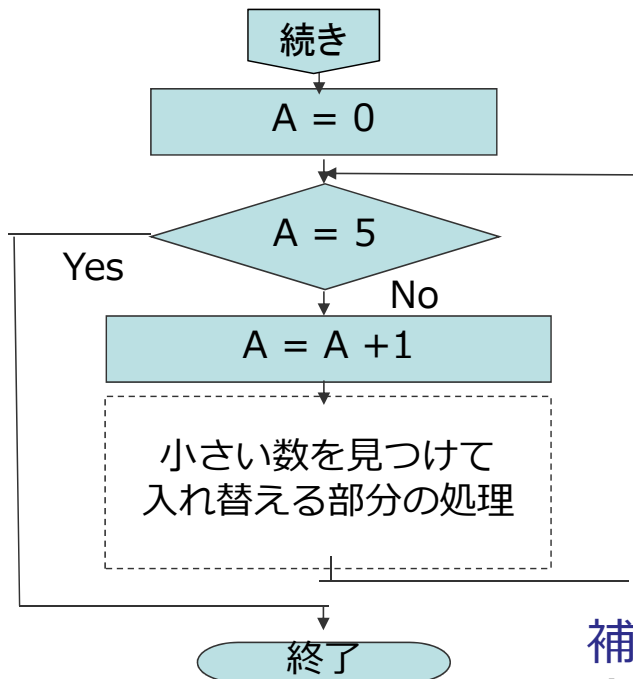 続き
A = 0
A = 5
Yes
No
A = A +1
小さい数を見つけて
入れ替える部分の処理
終了
補